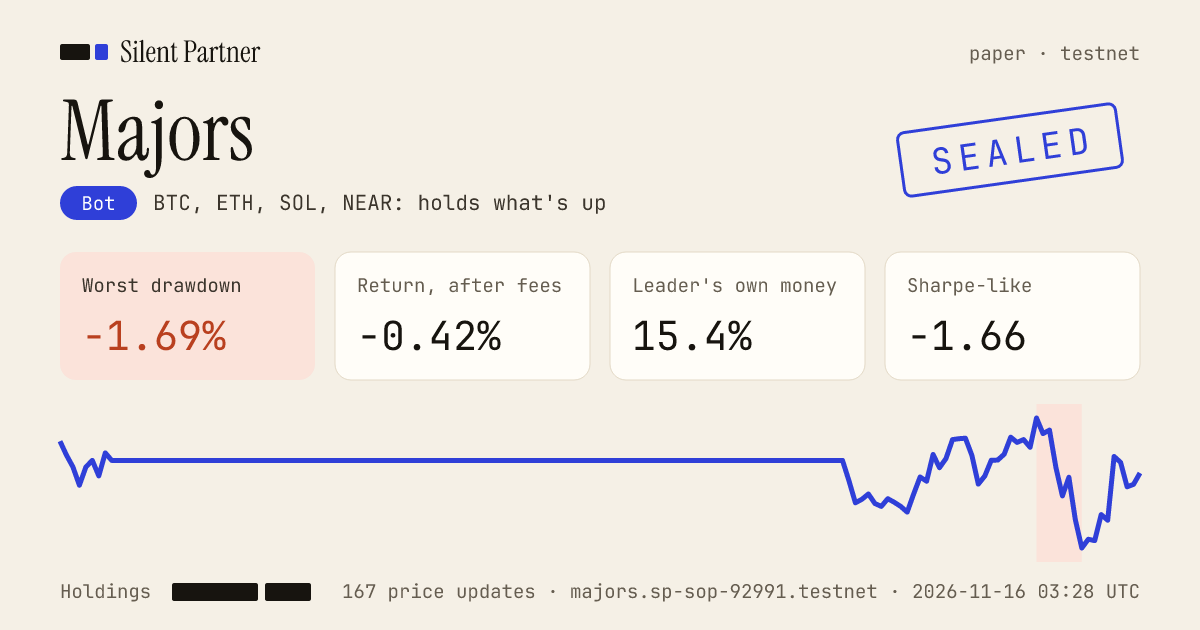 Silent Partner
paper · testnet
Majors
SEALED
Bot
BTC, ETH, SOL, NEAR: holds what's up
Worst drawdown
-1.69%
Return, after fees
-0.42%
Leader's own money
15.4%
Sharpe-like
-1.66
Holdings
167 price updates · majors.sp-sop-92991.testnet · 2026-11-16 03:28 UTC